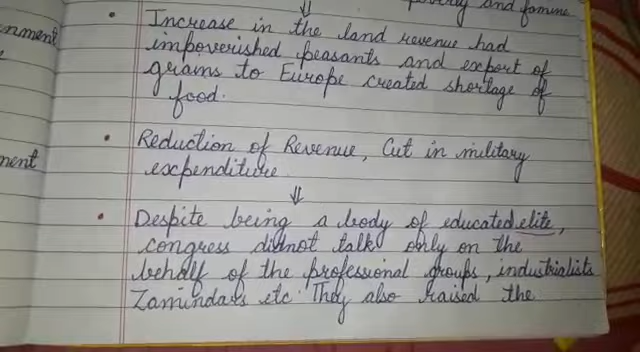 poverty and famine
⇓
• Increase in the land revenue had
impoverished peasants and export of
grains to Europe created shortage of
food.
• Reduction of Revenue, Cut in military
expenditure
⇓
• Despite being a body of educated elite,
congress didnot talk only on the
behalf of the professional groups, industrialists
Zamindars etc. They also raised the